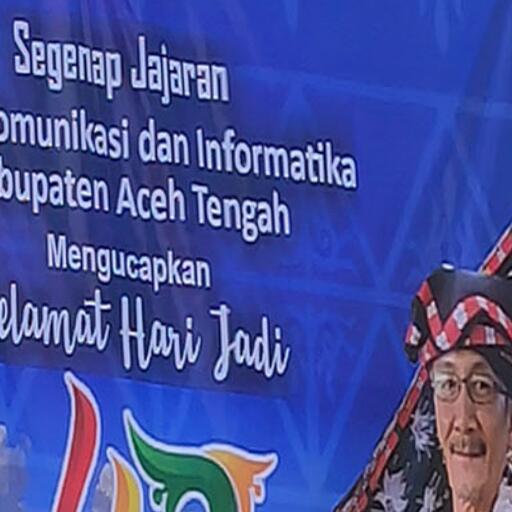 Segenap Jajaran
omunikasi dan Informatika
bupaten Aceh Tengah
Mengucapkan
elamat Hari Jadi